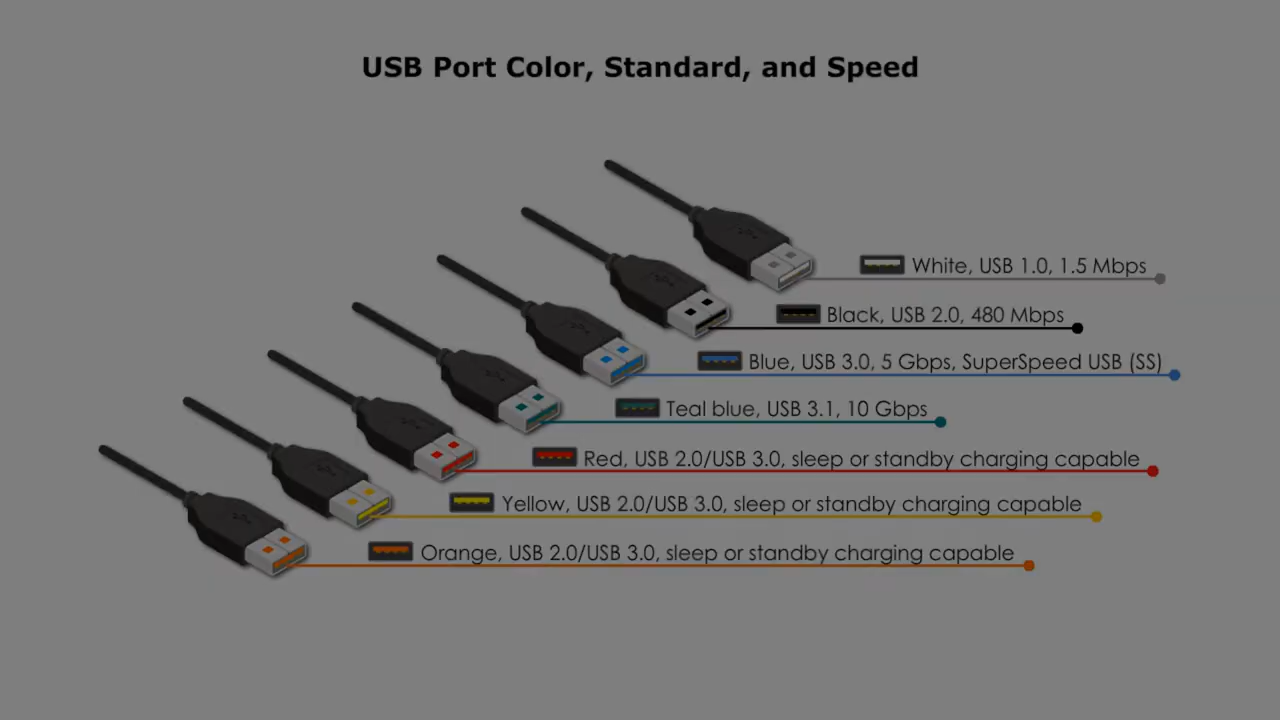 USB Port Color, Standard, and Speed
White, USB 1.0, 1.5 Mbps
Black, USB 2.0, 480 Mbps
Blue, USB 3.0, 5 Gbps, SuperSpeed USB (SS)
Teal blue, USB 3.1, 10 Gbps
Red, USB 2.0/USB 3.0, sleep or standby charging capable
Yellow, USB 2.0/USB 3.0, sleep or standby charging capable
Orange, USB 2.0/USB 3.0, sleep or standby charging capable